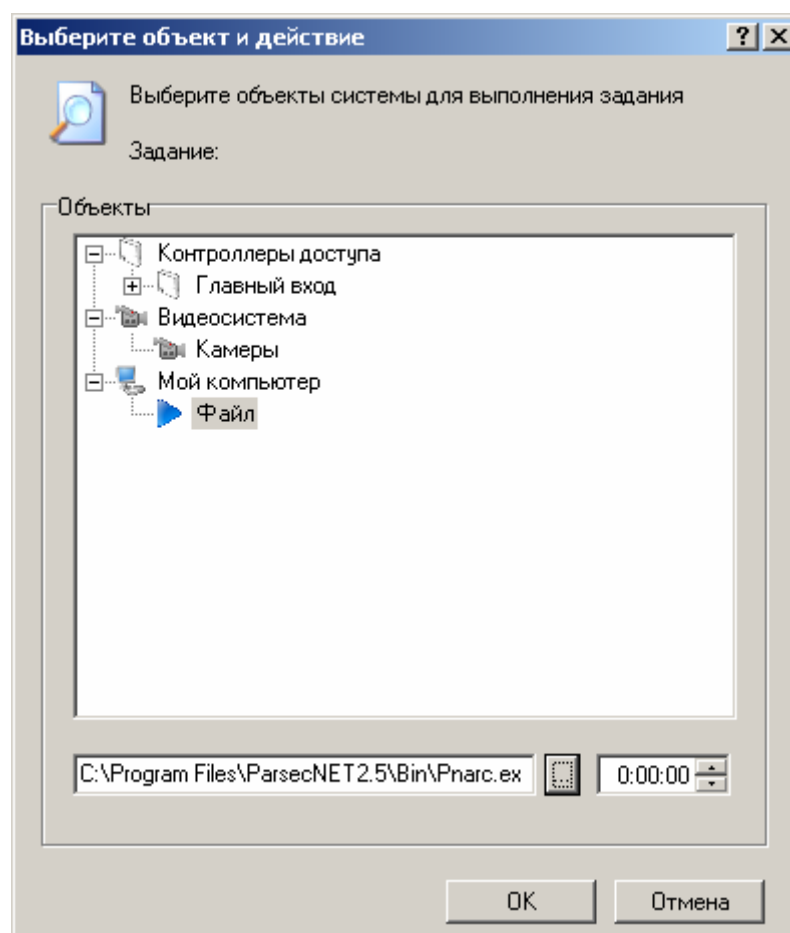 Выберите объект и действие
Выберите объекты системы для выполнения задания
Задание:
Объекты
Контроллеры доступа
Главный вход
Видеосистема
Камеры
Мой компьютер
Файл
C:\Program Files\ParsecNET2.5\Bin\Pnarc.ex 0:00:00
OK Отмена